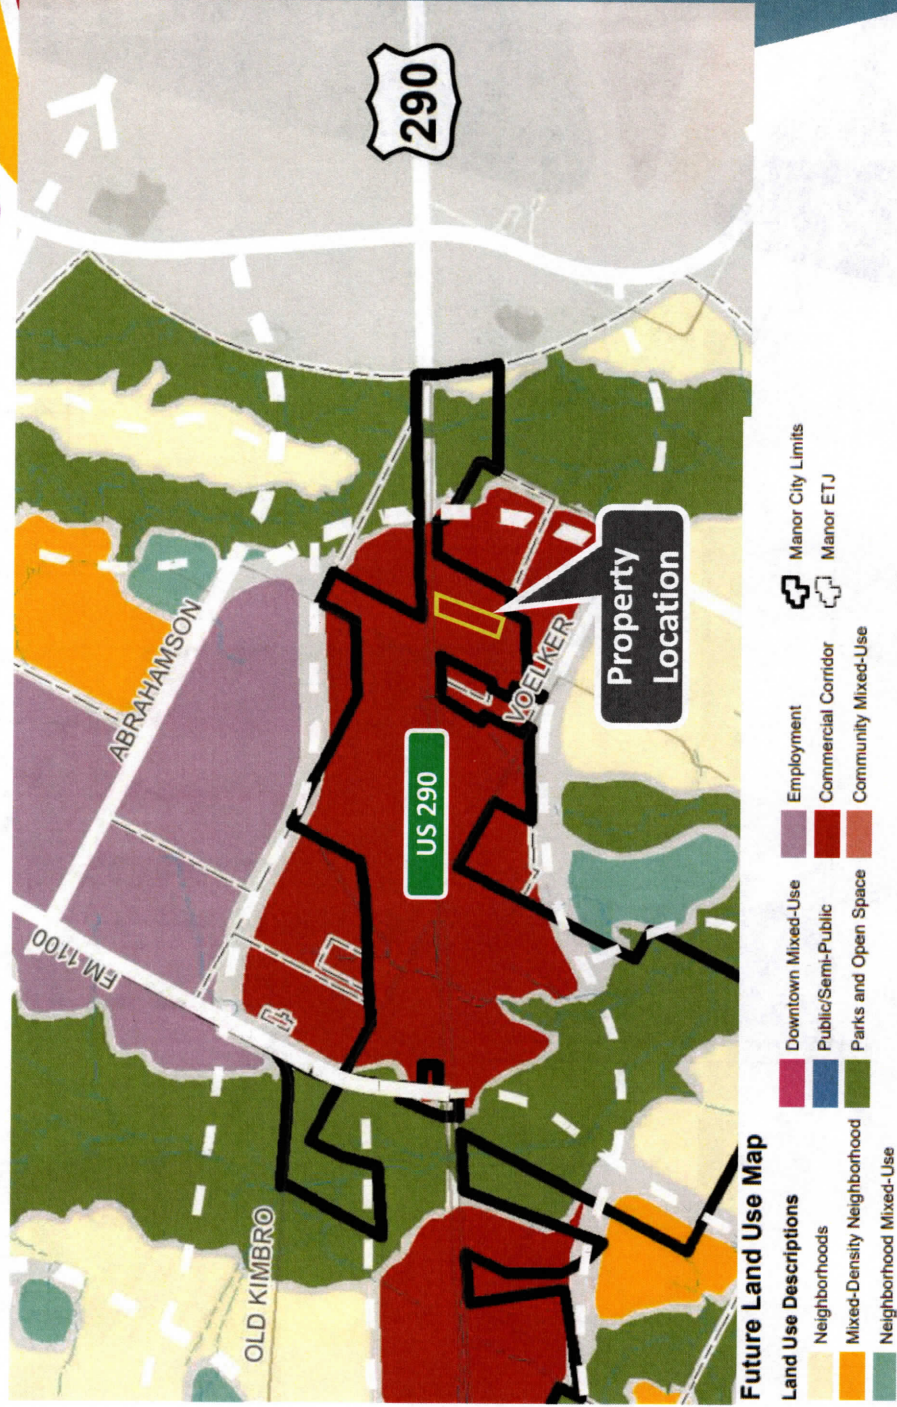 290
ABRAHAMSON
FM 1100
US 290
VOELKER
Property
Location
OLD KIMBRO
Future Land Use Map
Land Use Descriptions
Neighborhoods
Mixed-Density Neighborhood
Neighborhood Mixed-Use
Downtown Mixed-Use
Public/Semi-Public
Parks and Open Space
Employment
Commercial Corridor
Community Mixed-Use
Manor City Limits
Manor ETJ